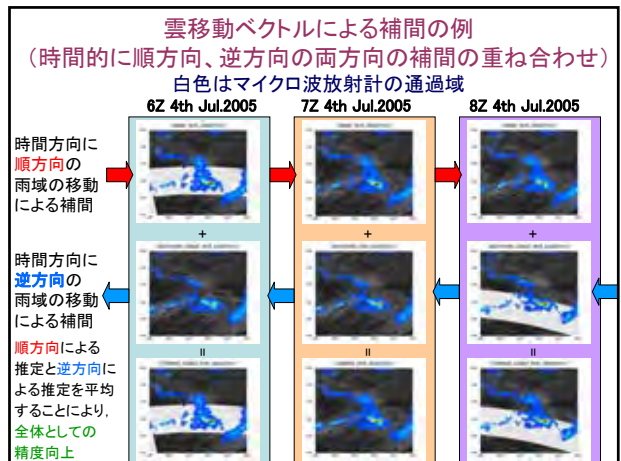 雲移動ベクトルによる補間の例
（時間的に順方向、逆方向の両方向の補間の重ね合わせ）
白色はマイクロ波放射計の通過域
6Z 4th Jul.2005
7Z 4th Jul.2005
8Z 4th Jul.2005
時間方向に
順方向の
雨域の移動
による補間
+
+
+
時間方向に
逆方向の
雨域の移動
による補間
=
=
=
順方向による
推定と逆方向に
よる推定を平均
することにより,
全体としての
精度向上